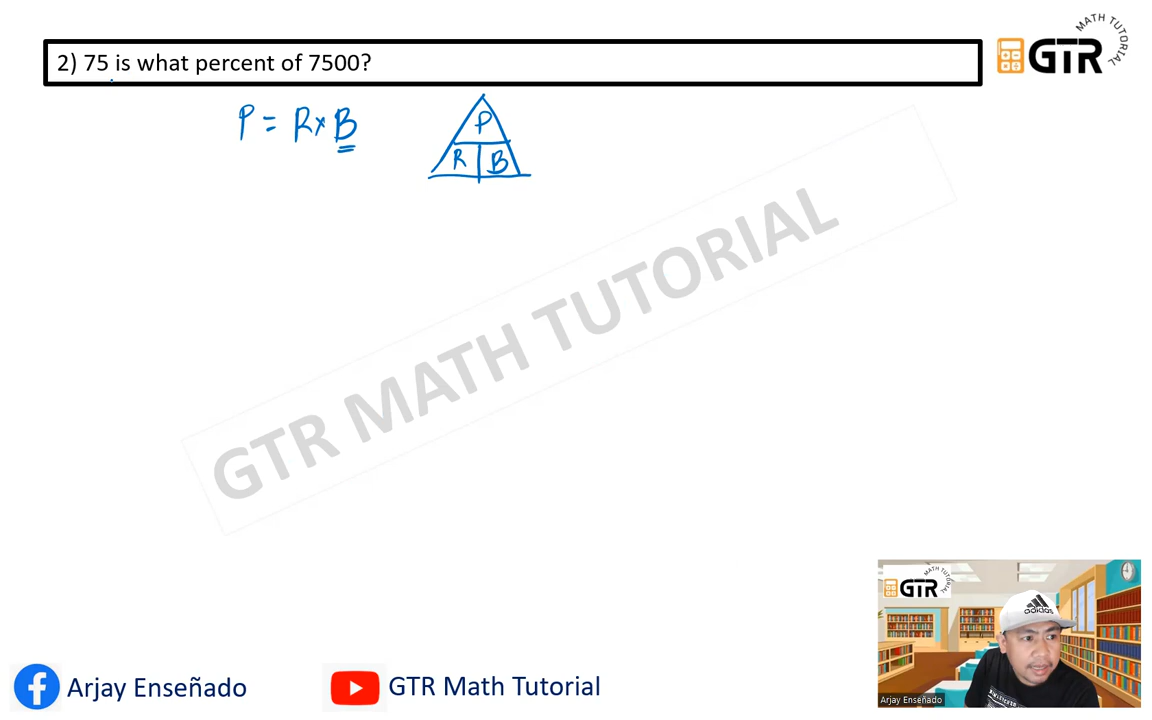 MATH TUTORIAL
GTR
2) 75 is what percent of 7500?
P = R × B
P
R B
GTR MATH TUTORIAL
MATH TUTORIAL
GTR
adidas
Arjay Enseñado
Arjay Enseñado
GTR Math Tutorial